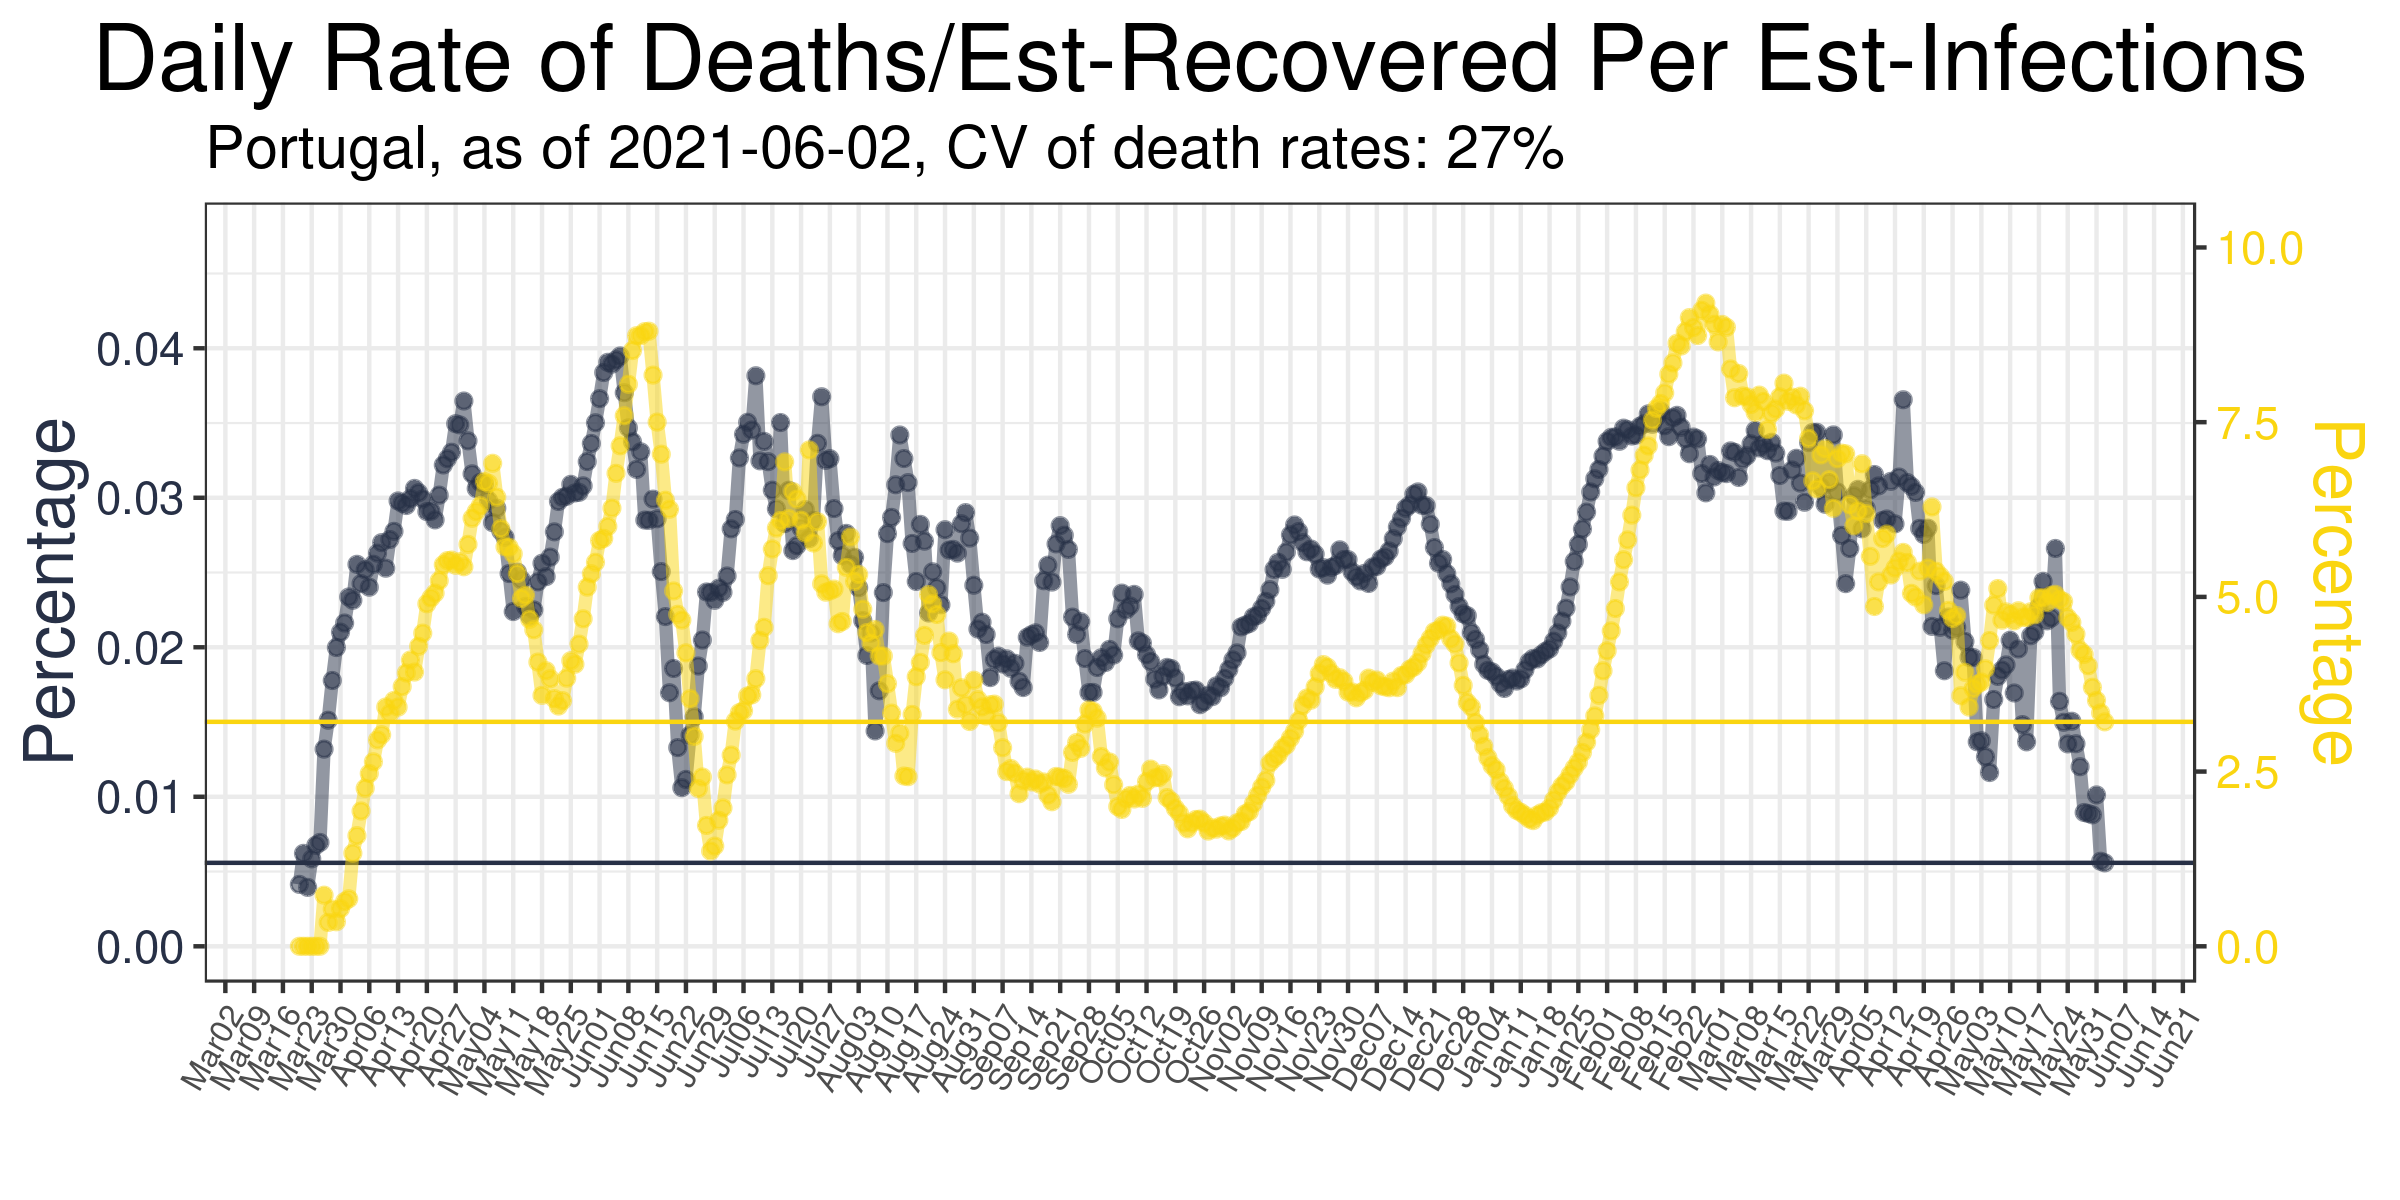 Daily Rate of Deaths/Est-Recovered Per Est-Infections
Portugal, as of 2021-06-02, CV of death rates: 27%
Percentage
0.04
0.03
0.02
0.01
0.00
10.0
7.5
5.0
2.5
0.0
Percentage
Mar02
Mar09
Mar16
Mar23
Mar30
Apr06
Apr13
Apr20
Apr27
May04
May11
May18
May25
Jun01
Jun08
Jun15
Jun22
Jun29
Jul06
Jul13
Jul20
Jul27
Aug03
Aug10
Aug17
Aug24
Aug31
Sep07
Sep14
Sep21
Sep28
Oct05
Oct12
Oct19
Oct26
Nov02
Nov09
Nov16
Nov23
Nov30
Dec07
Dec14
Dec21
Dec28
Jan04
Jan11
Jan18
Jan25
Feb01
Feb08
Feb15
Feb22
Mar01
Mar08
Mar15
Mar22
Mar29
Apr05
Apr12
Apr19
Apr26
May03
May10
May17
May24
May31
Jun07
Jun14
Jun21